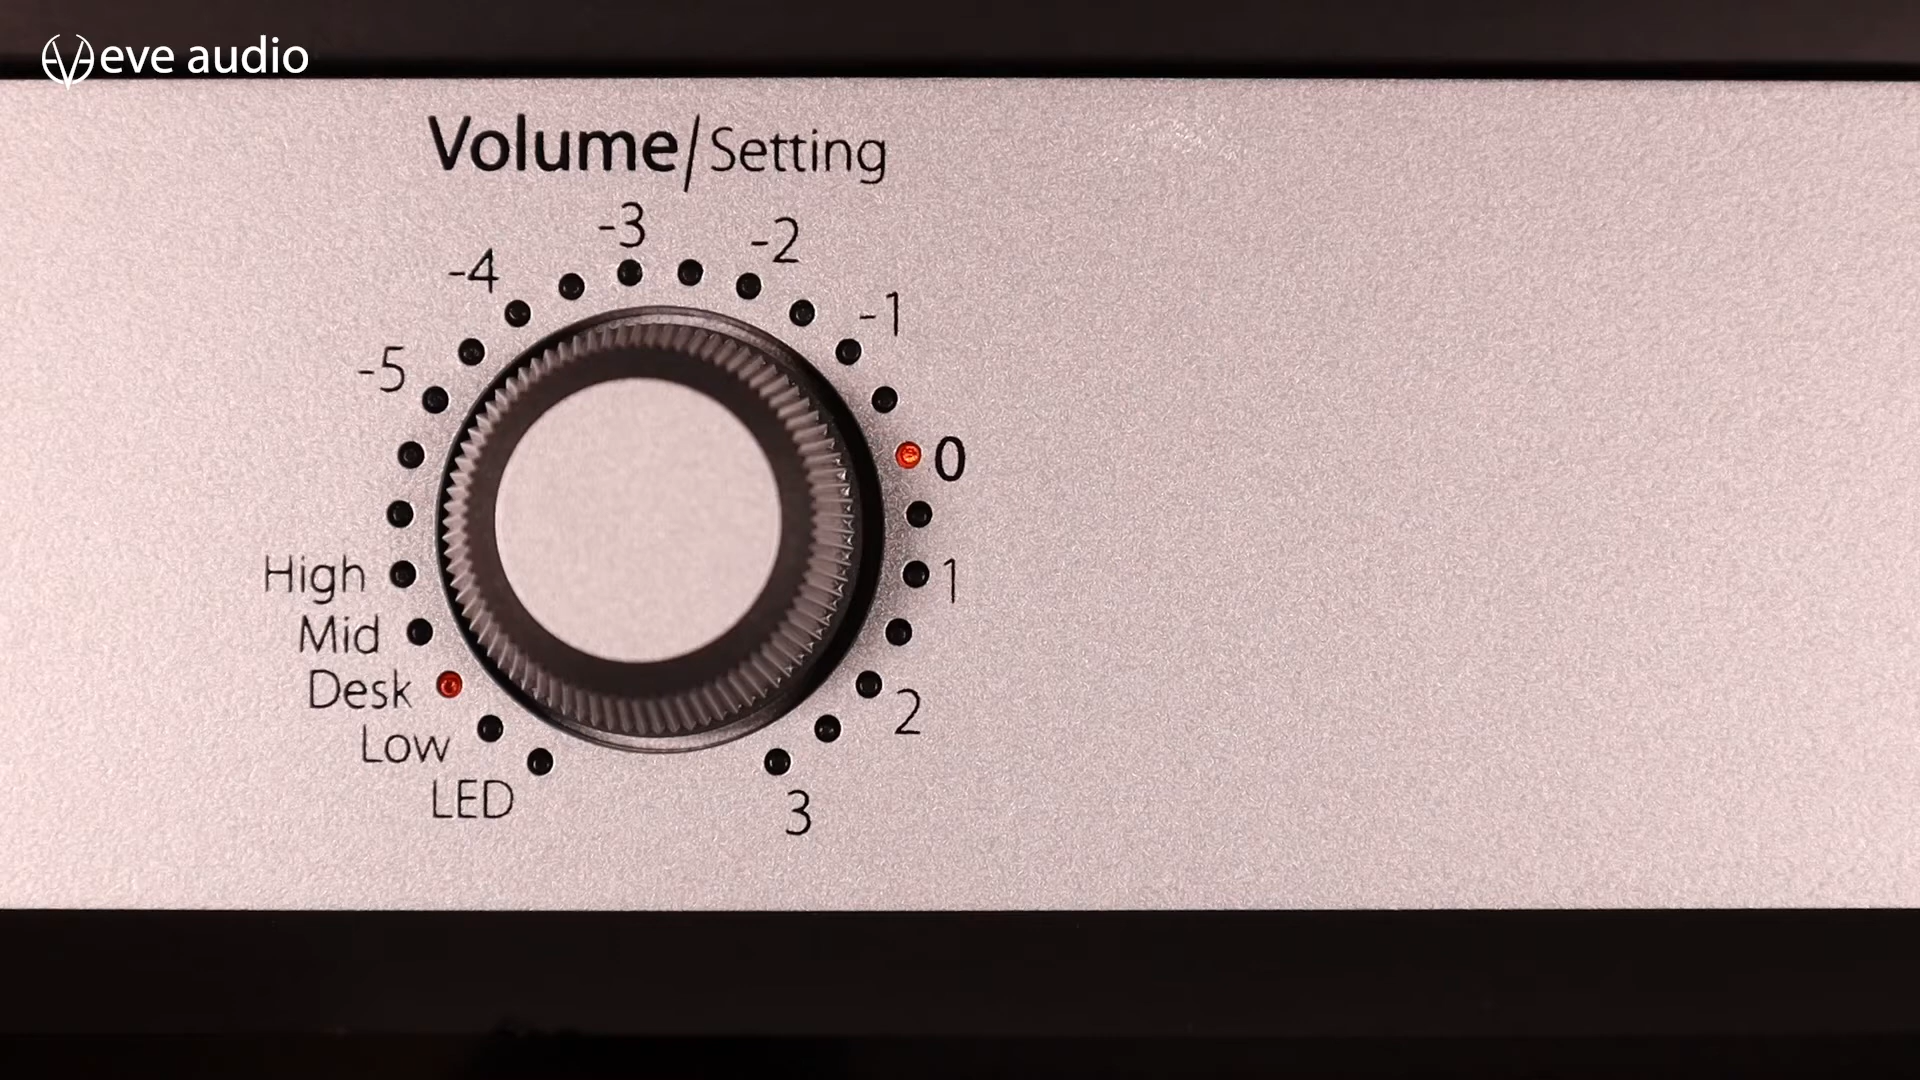 eve audio
Volume/Setting
-3
-2
-4
-1
-5
0
High
1
Mid
Desk
2
Low
LED
3